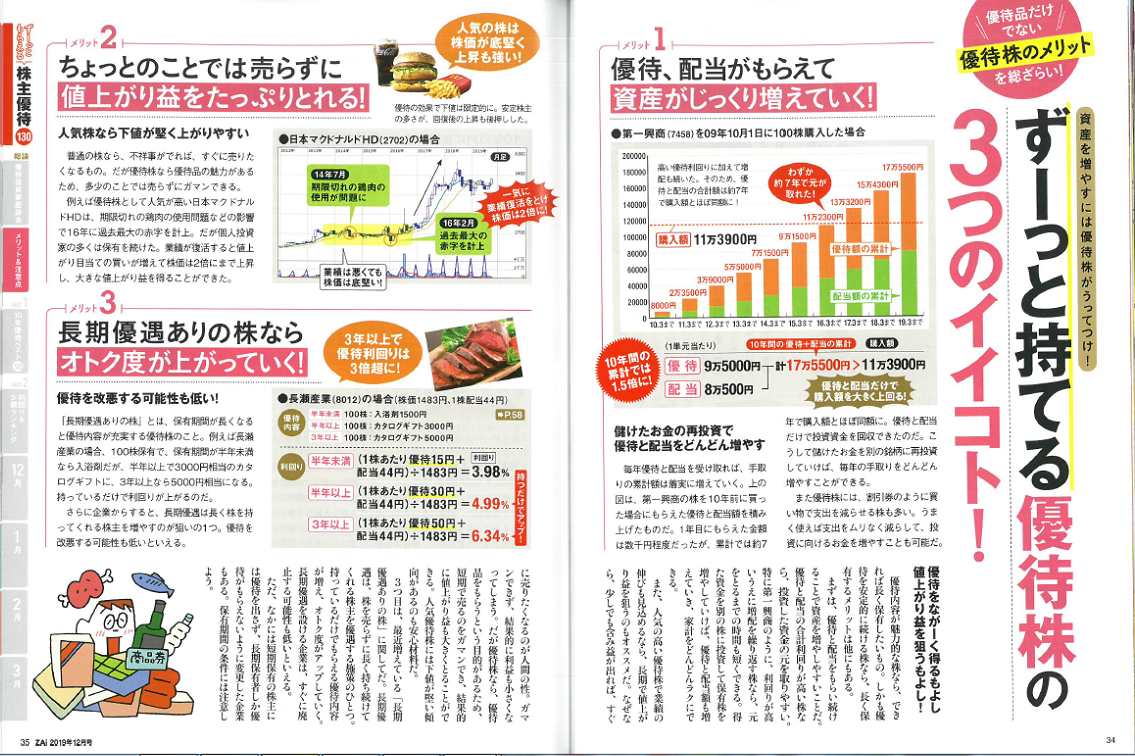 優待品だけ
でない
優待株のメリット
を総ざらい!
資産を増やすには優待株がうってつけ!
ずーっと持てる優待株の
3つのイイコト!
メリット1
優待、配当がもらえて
資産がじっくり増えていく!
●第一興商(7458)を09年10月1日に100株購入した場合
200000
180000
160000
140000
120000
100000
80000
60000
40000
20000
0
高い優待利回りに加えて増
配も続いた。そのため、優
待と配当の合計額は約7年
で購入額とほぼ同額に!
わずか
約7年で元が
取れた!
購入額 11万3900円
8000円
2万3500円
3万9000円
5万5000円
7万1500円
9万1500円
11万2300円
13万3200円
15万4300円
17万5500円
優待額の累計
配当額の累計
10.3まで 11.3まで 12.3まで 13.3まで 14.3まで 15.3まで 16.3まで 17.3まで 18.3まで 19.3まで
10年間の
累計では
1.5倍に!
(1単元当たり)
10年間の優待+配当の累計
購入額
優待 9万5000円
配当 8万500円
計17万5500円>11万3900円
優待と配当だけで
購入額を大きく上回る!
儲けたお金の再投資で
優待と配当をどんどん増やす
毎年優待と配当を受け取れば、手取
りの累計額は着実に増えていく。上の
図は、第一興商の株を10年前に買っ
た場合にもらえた優待と配当額を積み
上げたものだ。1年目にもらえた金額
は数千円程度だったが、累計では約7
年で購入額とほぼ同額に。優待と配当
だけで投資資金を回収できたのだ。こ
うして儲けたお金を別の銘柄に再投資
していけば、毎年の手取りをどんどん
増やすことができる。
また優待株には、割引券のように買
い物で支出を減らせる株も多い。うま
く使えば支出をムリなく減らして、投
資に向けるお金を増やすことも可能だ。
優待をながーく得るもよし
値上がり益を狙うもよし!
優待内容が魅力的な株なら、でき
れば長く保有したいもの。しかも優
待を安定的に続ける株なら、長く保
有するメリットは他にもある。
まずは、優待と配当をもらい続け
ることで資産を増やしやすいことだ。
優待と配当の合計利回りが高い株な
ら、投資した資金の元を取りやすい。
特に第一興商のように、利回りが高
いうえに増配を繰り返す株なら、元
をとるまでの時間も短くできる。得
た資金を別の株に投資して保有株を
増やしていけば、優待と配当額も増
えていき、家計をどんどんラクにで
きる。
また、人気の高い優待株で業績の
伸びも見込めるなら、長期で値上が
り益を狙うのもオススメだ。なぜな
ら、少しでも含み益が出れば、すぐ
34
ずーっと
もらえる
株主優待
130
総論
メリット&注意点
12月
1月
2月
3月
メリット2
ちょっとのことでは売らずに
値上がり益をたっぷりとれる!
人気の株は
株価が底堅く
上昇も強い!
優待の効果で下値は限定的に。安定株主
の多さが、回復後の上昇も後押しした。
人気株なら下値が堅く上がりやすい
普通の株なら、不祥事がでれば、すぐに売りた
くなるもの。だが優待株なら優待品の魅力がある
ため、多少のことでは売らずにガマンできる。
例えば優待株として人気が高い日本マクドナル
ドHDは、期限切れの鶏肉の使用問題などの影響
で16年に過去最大の赤字を計上。だが個人投資
家の多くは保有を続けた。業績が復活すると値上
がり目当ての買いが増えて株価は2倍にまで上昇
し、大きな値上がり益を得ることができた。
●日本マクドナルドHD(2702)の場合
2012年 2013年 2014年 2015年 2016年 2017年 2018年 2019年
月足
14年7月
期限切れの鶏肉の
使用が問題に
16年2月
過去最大の
赤字を計上
一気に
業績復活をとげ
株価は2倍に!
業績は悪くても
株価は底堅い!
メリット3
長期優遇ありの株なら
オトク度が上がっていく!
3年以上で
優待利回りは
3倍超に!
優待を改悪する可能性も低い!
「長期優遇ありの株」とは、保有期間が長くなる
と優待内容が充実する優待株のこと。例えば長瀬
産業の場合、100株保有で、保有期間が半年未満
なら入浴剤だが、半年以上で3000円相当のカタ
ログギフトに、3年以上なら5000円相当になる。
持っているだけで利回りが上がるのだ。
さらに企業からすると、長期優遇は長く株を持
ってくれる株主を増やすのが狙いの1つ。優待を
改悪する可能性も低いといえる。
●長瀬産業(8012)の場合(株価1483円、1株配当44円)
優待
内容
半年未満 100株:入浴剤1500円
半年以上 100株:カタログギフト3000円
3年以上 100株:カタログギフト5000円
➡P.58
利回り
半年未満 (1株あたり優待15円+
配当44円)÷1483円=3.98%
利回り
半年以上 (1株あたり優待30円+
配当44円)÷1483円=4.99%
3年以上 (1株あたり優待50円+
配当44円)÷1483円=6.34%
持つだけでアップ!
に売りたくなるのが人間の性。ガマ
ンできず、結果的に利益も小さくな
ってしまう。だが優待株なら、優待
品をもらうという目的があるため、
短期で売るのをガマンでき、結果的
に値上がり益も大きくとることがで
きる。人気優待株には下値が堅い傾
向があるのも安心材料だ。
3つ目は、最近増えている「長期
優遇ありの株」に関してだ。長期優
遇は、株を売らずに長く持ち続けて
くれる株主を優遇する施策のひとつ。
持っているだけでもらえる優待内容
が増え、オトク度がアップしていく。
長期優遇を設ける企業は、すぐに廃
止する可能性も低いといえる。
ただ、なかには短期保有の株主に
は優待を出さず、長期保有者しか優
待がもらえないように変更した企業
もある。保有期間の条件には注意し
よう。
商品券
35 ZAi 2019年12月号